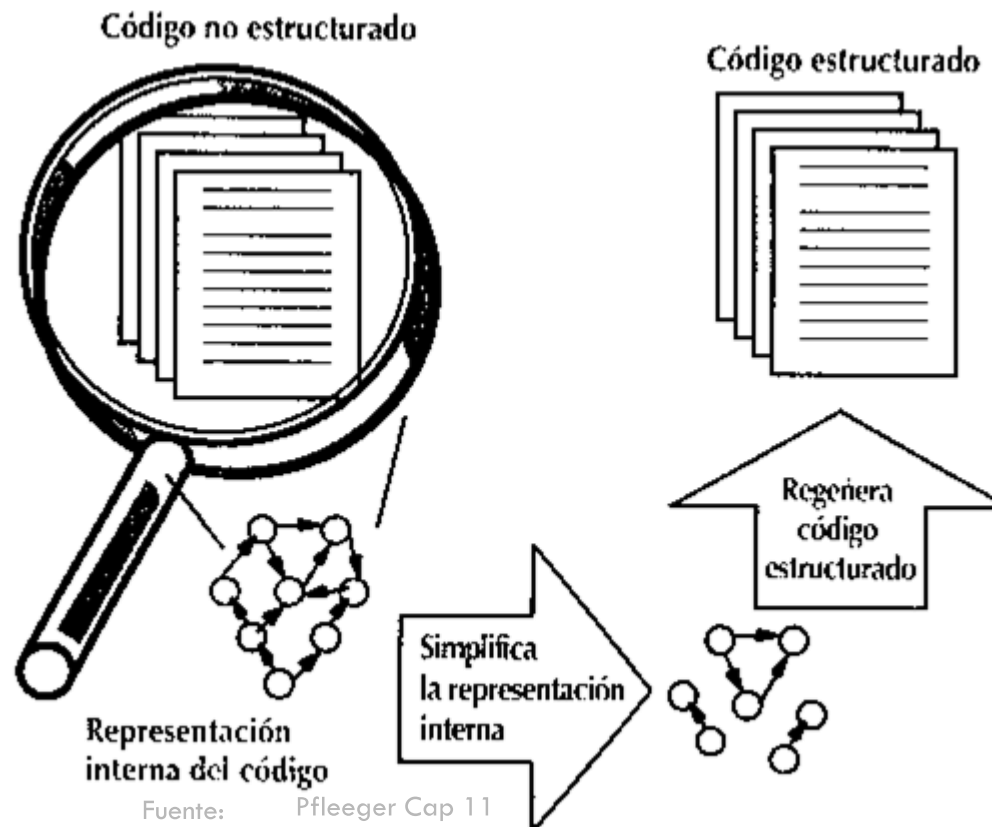 Código no estructurado
Código estructurado
Regenera
código
estructurado
Simplifica
la representación
interna
Representación
interna del código
Fuente: Pfleeger Cap 11